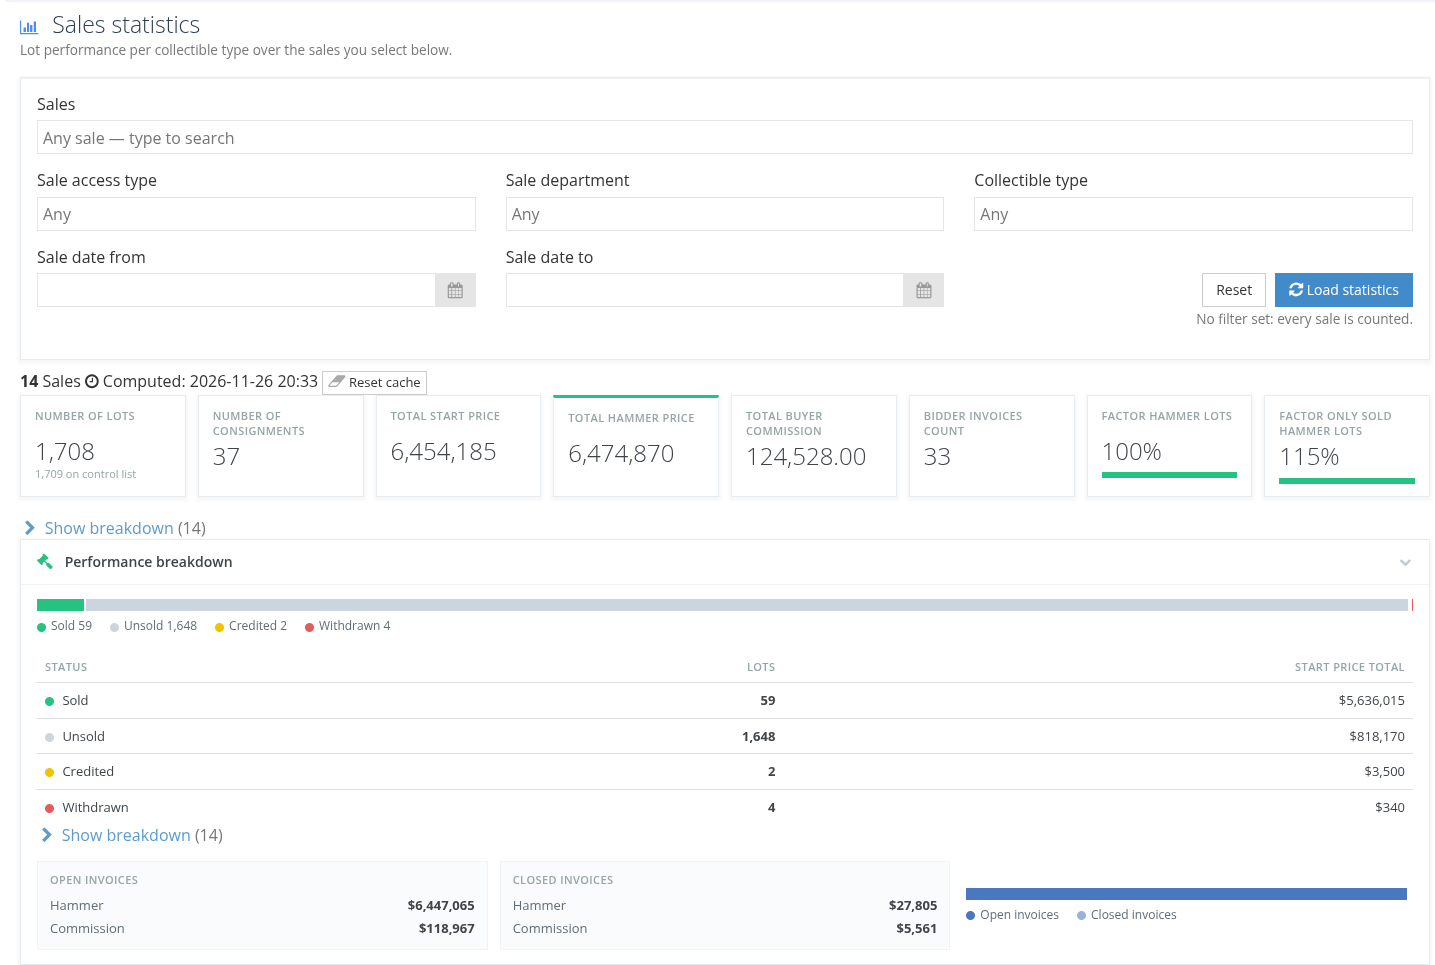 Sales statistics
Lot performance per collectible type over the sales you select below.
Sales
Any sale — type to search
Sale access type
Sale department
Collectible type
Any
Any
Any
Sale date from
Sale date to
Reset
Load statistics
No filter set: every sale is counted.
14 Sales Computed: 2026-11-26 20:33 Reset cache
NUMBER OF LOTS
1,708
1,709 on control list
NUMBER OF
CONSIGNMENTS
37
TOTAL START PRICE
6,454,185
TOTAL HAMMER PRICE
6,474,870
TOTAL BUYER
COMMISSION
124,528.00
BIDDER INVOICES
COUNT
33
FACTOR HAMMER LOTS
100%
FACTOR ONLY SOLD
HAMMER LOTS
115%
Show breakdown (14)
Performance breakdown
Sold 59 Unsold 1,648 Credited 2 Withdrawn 4
STATUS LOTS START PRICE TOTAL
Sold 59 $5,636,015
Unsold 1,648 $818,170
Credited 2 $3,500
Withdrawn 4 $340
Show breakdown (14)
OPEN INVOICES
Hammer $6,447,065
Commission $118,967
CLOSED INVOICES
Hammer $27,805
Commission $5,561
Open invoices Closed invoices